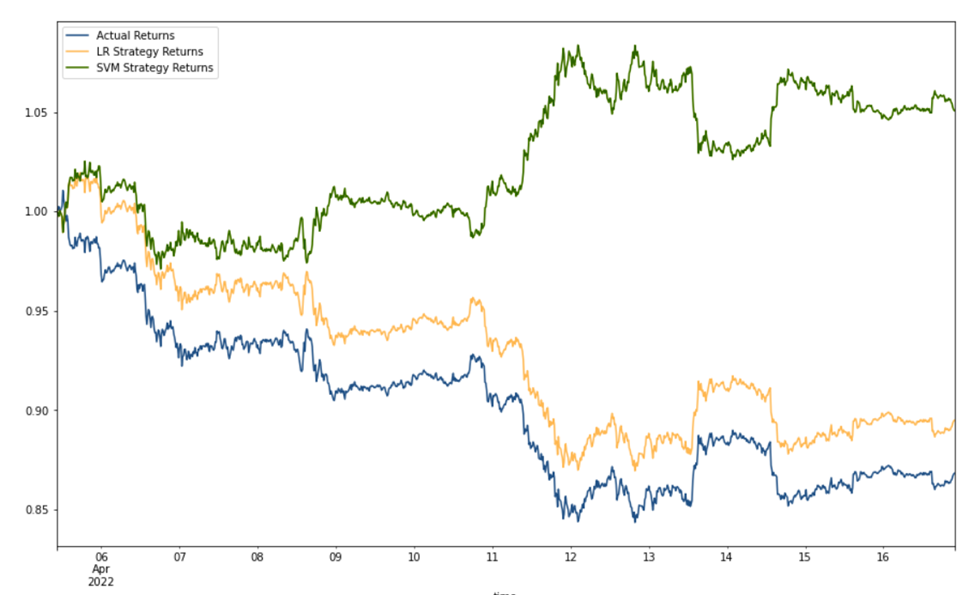 Actual Returns
LR Strategy Returns
SVM Strategy Returns
1.05
1.00
0.95
0.90
0.85
06 07 08 09 10 11 12 13 14 15 16
Apr
2022
time